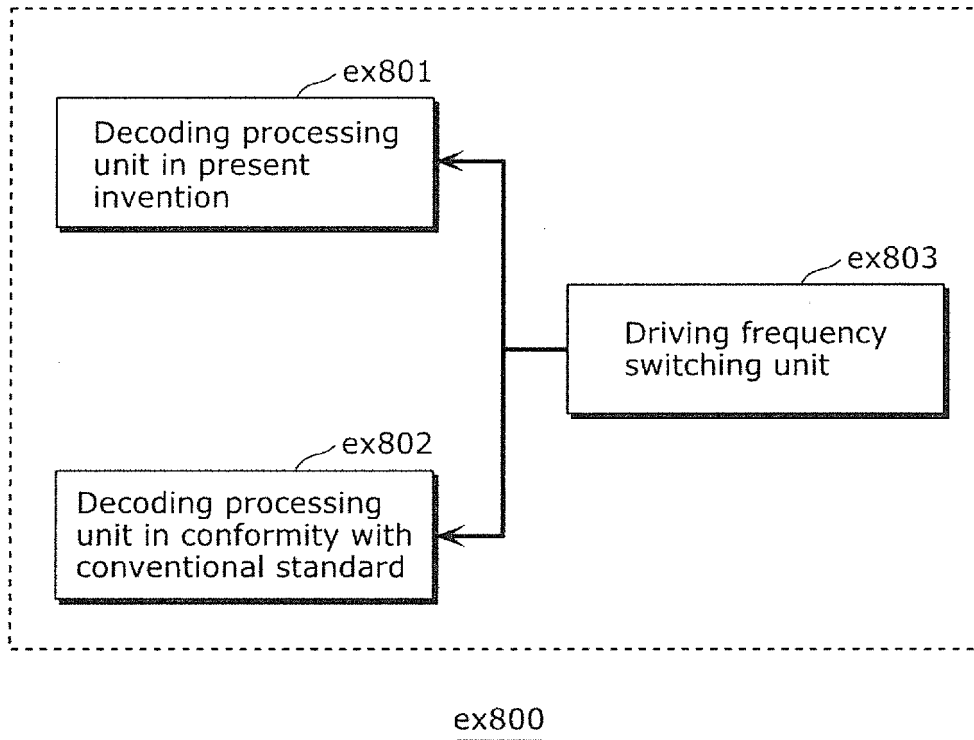 ex801
Decoding processing
unit in present
invention
ex803
Driving frequency
switching unit
ex802
Decoding processing
unit in conformity with
conventional standard
ex800